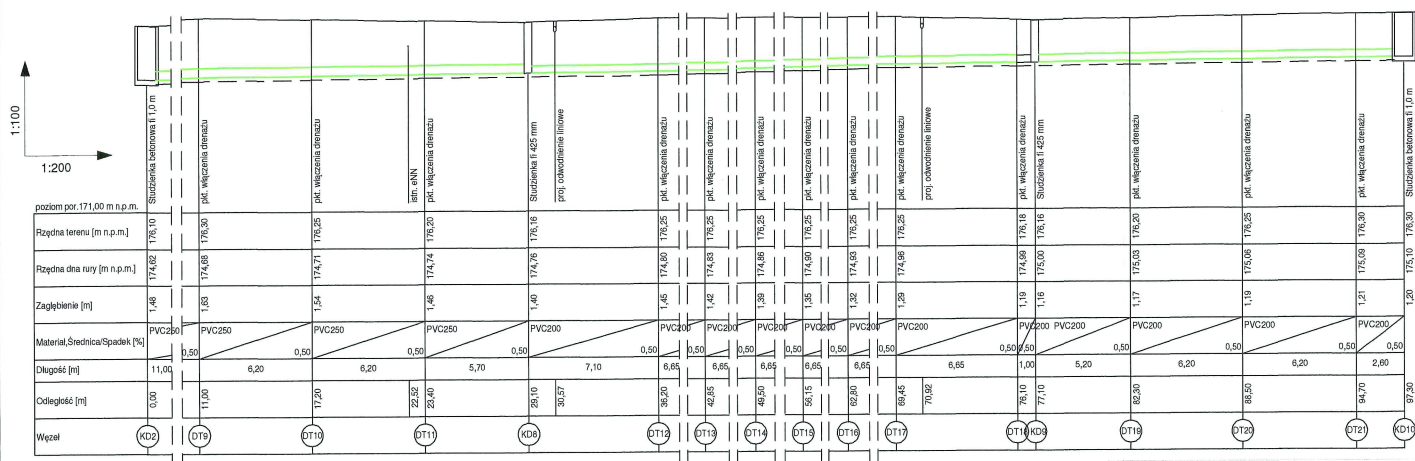 1:100
1:200
Studzienka betonowa fi 1,0 m
pkt. włączenia drenażu
pkt. włączenia drenażu
istn. eNN
pkt. włączenia drenażu
Studzienka fi 425 mm
proj. odwodnienie liniowe
pkt. włączenia drenażu
pkt. włączenia drenażu
pkt. włączenia drenażu
pkt. włączenia drenażu
pkt. włączenia drenażu
pkt. włączenia drenażu
proj. odwodnienie liniowe
pkt. włączenia drenażu
Studzienka fi 425 mm
pkt. włączenia drenażu
pkt. włączenia drenażu
pkt. włączenia drenażu
Studzienka betonowa fi 1,0 m
poziom por.171,00 m n.p.m.
Rzędna terenu [m n.p.m.] 176,10 176,30 176,25 176,20 176,16 176,25 176,25 176,25 176,25 176,25 176,25 176,18 176,16 176,20 176,25 176,30 176,30
Rzędna dna rury [m n.p.m.] 174,62 174,68 174,71 174,74 174,76 174,80 174,83 174,86 174,90 174,93 174,96 174,99 175,00 175,03 175,06 175,09 175,10
Zagłębienie [m] 1,48 1,63 1,54 1,46 1,40 1,45 1,42 1,39 1,35 1,32 1,29 1,19 1,16 1,17 1,19 1,21 1,20
Materiał,Średnica/Spadek [%] PVC250 PVC250 PVC250 PVC250 PVC200 PVC200 PVC200 PVC200 PVC200 PVC200 PVC200 PVC200 PVC200 PVC200 PVC200 PVC200
0,50 0,50 0,50 0,50 0,50 0,50 0,50 0,50 0,50 0,50 0,50 0,50 0,50 0,50 0,50 0,50
Długość [m] 11,00 6,20 6,20 5,70 7,10 6,65 6,65 6,65 6,65 6,65 6,65 1,00 5,20 6,20 6,20 2,60
Odległość [m] 0,00 11,00 17,20 22,52 23,40 29,10 30,57 36,20 42,85 49,50 56,15 62,80 69,45 70,92 76,10 77,10 82,30 88,50 94,70 97,30
Węzeł KD2 DT9 DT10 DT11 KD8 DT12 DT13 DT14 DT15 DT16 DT17 DT18 KD9 DT19 DT20 DT21 KD10